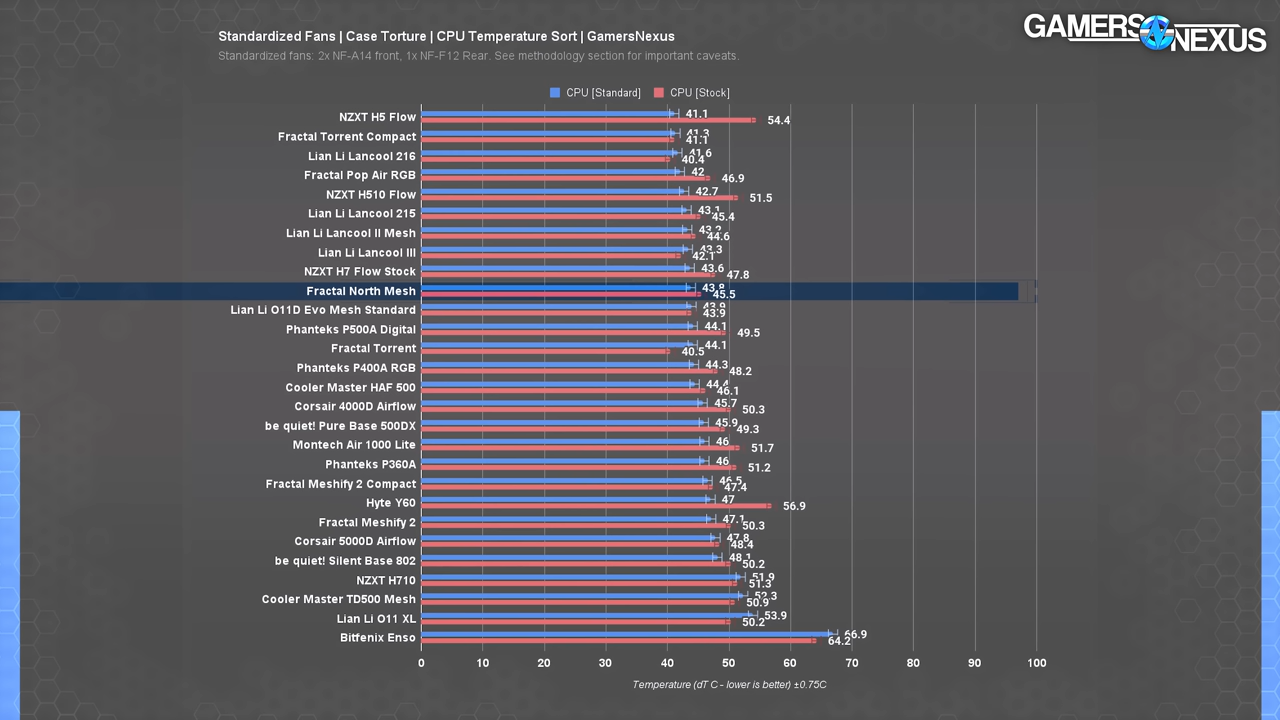 Standardized Fans | Case Torture | CPU Temperature Sort | GamersNexus
GAMERS NEXUS
Standardized fans: 2x NF-A14 front, 1x NF-F12 Rear. See methodology section for important caveats.
CPU [Standard] CPU [Stock]
NZXT H5 Flow 41.1 54.4
Fractal Torrent Compact 41.3 41.1
Lian Li Lancool 216 41.6 40.4
Fractal Pop Air RGB 42 46.9
NZXT H510 Flow 42.7 51.5
Lian Li Lancool 215 43.1 45.4
Lian Li Lancool II Mesh 43.2 44.6
Lian Li Lancool III 43.3 42.1
NZXT H7 Flow Stock 43.6 47.8
Fractal North Mesh 43.8 45.5
Lian Li O11D Evo Mesh Standard 43.9 43.9
Phanteks P500A Digital 44.1 49.5
Fractal Torrent 44.1 40.5
Phanteks P400A RGB 44.3 48.2
Cooler Master HAF 500 44.4 46.1
Corsair 4000D Airflow 45.7 50.3
be quiet! Pure Base 500DX 45.9 49.3
Montech Air 1000 Lite 46 51.7
Phanteks P360A 46 51.2
Fractal Meshify 2 Compact 46.5 47.4
Hyte Y60 47 56.9
Fractal Meshify 2 47.1 50.3
Corsair 5000D Airflow 47.8 48.4
be quiet! Silent Base 802 48.1 50.2
NZXT H710 51.9 51.3
Cooler Master TD500 Mesh 52.3 50.9
Lian Li O11 XL 53.9 50.2
Bitfenix Enso 66.9 64.2
0 10 20 30 40 50 60 70 80 90 100
Temperature (dT C - lower is better) ±0.75C